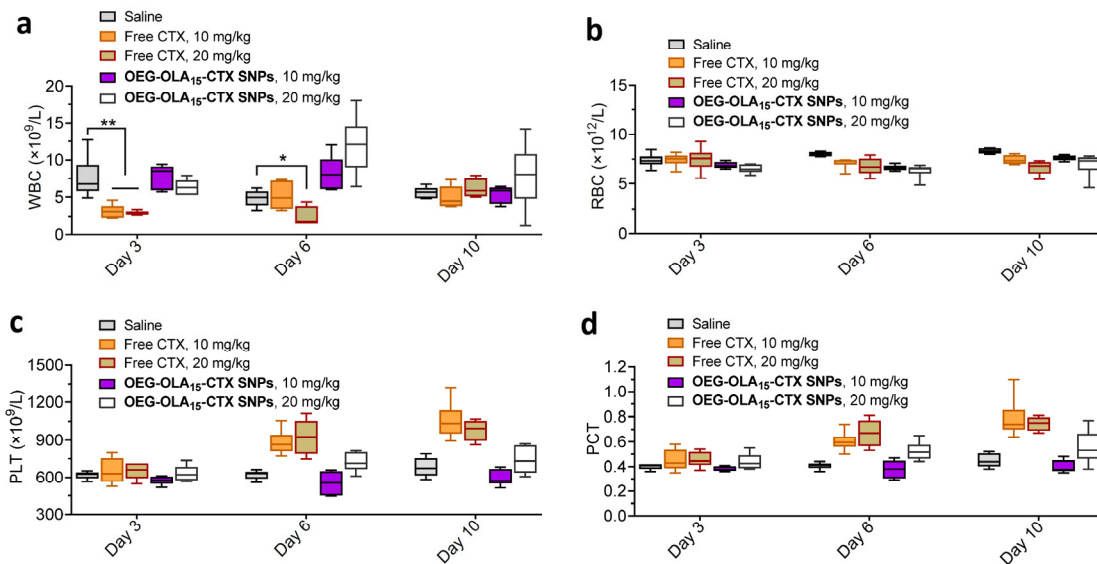 a
Saline
Free CTX, 10 mg/kg
Free CTX, 20 mg/kg
OEG-OLA15-CTX SNPs, 10 mg/kg
OEG-OLA15-CTX SNPs, 20 mg/kg
WBC (×10⁹/L)
20
15
10
5
0
**
*
Day 3
Day 6
Day 10
b
Saline
Free CTX, 10 mg/kg
Free CTX, 20 mg/kg
OEG-OLA15-CTX SNPs, 10 mg/kg
OEG-OLA15-CTX SNPs, 20 mg/kg
RBC (×10¹²/L)
15
10
5
0
Day 3
Day 6
Day 10
c
Saline
Free CTX, 10 mg/kg
Free CTX, 20 mg/kg
OEG-OLA15-CTX SNPs, 10 mg/kg
OEG-OLA15-CTX SNPs, 20 mg/kg
PLT (×10⁹/L)
1500
1200
900
600
300
Day 3
Day 6
Day 10
d
Saline
Free CTX, 10 mg/kg
Free CTX, 20 mg/kg
OEG-OLA15-CTX SNPs, 10 mg/kg
OEG-OLA15-CTX SNPs, 20 mg/kg
PCT
1.2
1.0
0.8
0.6
0.4
0.2
0.0
Day 3
Day 6
Day 10